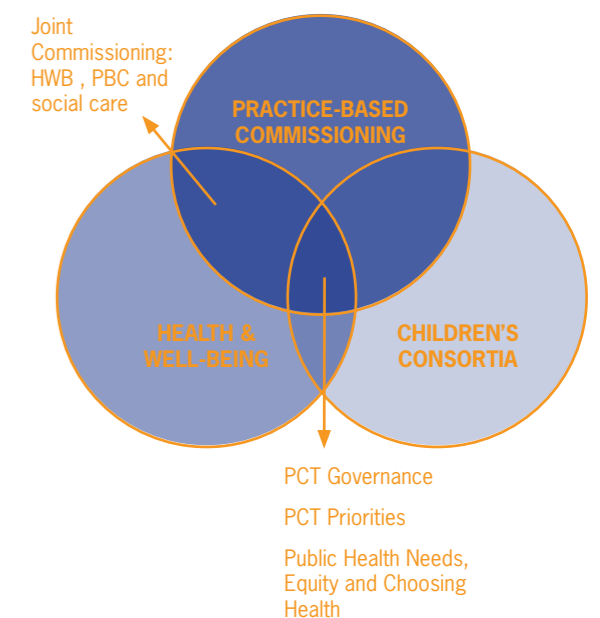 Joint
Commissioning:
HWB , PBC and
social care
PRACTICE-BASED
COMMISSIONING
HEALTH &
WELL-BEING
CHILDREN'S
CONSORTIA
PCT Governance
PCT Priorities
Public Health Needs,
Equity and Choosing
Health